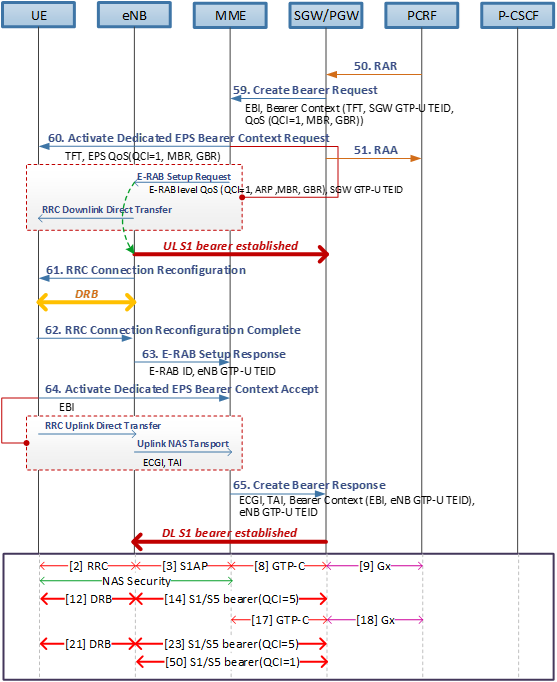 UE eNB MME SGW/PGW PCRF P-CSCF
50. RAR
59. Create Bearer Request
EBI, Bearer Context (TFT, SGW GTP-U TEID,
QoS (QCI=1, MBR, GBR))
60. Activate Dedicated EPS Bearer Context Request
TFT, EPS QoS(QCI=1, MBR, GBR)
51. RAA
E-RAB Setup Request
E-RAB level QoS (QCI=1, ARP ,MBR, GBR), SGW GTP-U TEID
RRC Downlink Direct Transfer
UL S1 bearer established
61. RRC Connection Reconfiguration
DRB
62. RRC Connection Reconfiguration Complete
63. E-RAB Setup Response
E-RAB ID, eNB GTP-U TEID
64. Activate Dedicated EPS Bearer Context Accept
EBI
RRC Uplink Direct Transfer
Uplink NAS Tansport
ECGI, TAI
65. Create Bearer Response
ECGI, TAI, Bearer Context (EBI, eNB GTP-U TEID),
eNB GTP-U TEID
DL S1 bearer established
[2] RRC [3] S1AP [8] GTP-C [9] Gx
NAS Security
[12] DRB [14] S1/S5 bearer(QCI=5)
[17] GTP-C [18] Gx
[21] DRB [23] S1/S5 bearer(QCI=5)
[50] S1/S5 bearer(QCI=1)